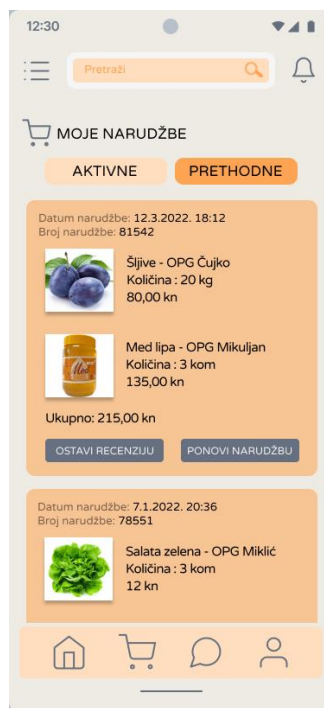 12:30
Pretraži
MOJE NARUDŽBE
AKTIVNE
PRETHODNE
Datum narudžbe: 12.3.2022. 18:12
Broj narudžbe: 81542
Šljive - OPG Čujko
Količina : 20 kg
80,00 kn
Med
Med lipa - OPG Mikuljan
Količina : 3 kom
135,00 kn
Ukupno: 215,00 kn
OSTAVI RECENZIJU
PONOVI NARUDŽBU
Datum narudžbe: 7.1.2022. 20:36
Broj narudžbe: 78551
Salata zelena - OPG Miklić
Količina : 3 kom
12 kn